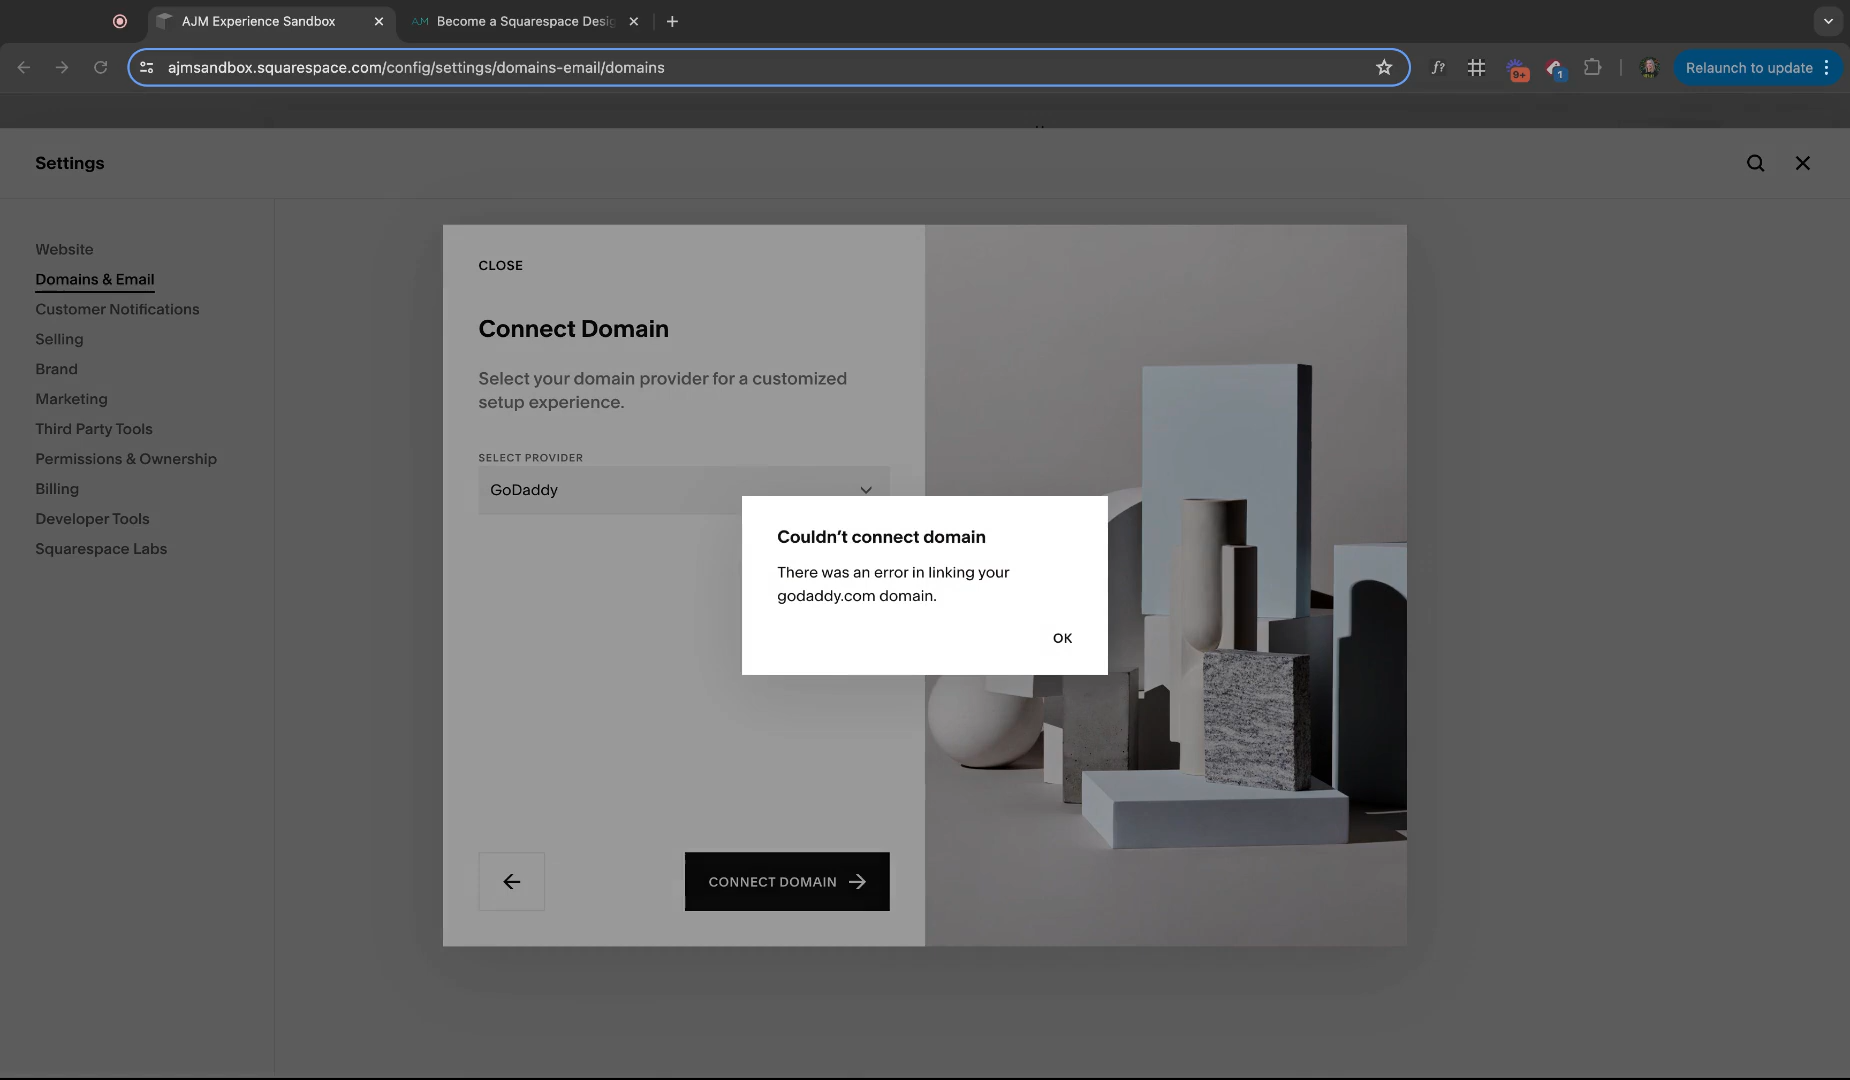 AJM Experience Sandbox
AJM Become a Squarespace Desig
ajmsandbox.squarespace.com/config/settings/domains-email/domains
f?
9+
1
Relaunch to update
Settings
Website
Domains & Email
Customer Notifications
Selling
Brand
Marketing
Third Party Tools
Permissions & Ownership
Billing
Developer Tools
Squarespace Labs
CLOSE
Connect Domain
Select your domain provider for a customized
setup experience.
SELECT PROVIDER
GoDaddy
Couldn’t connect domain
There was an error in linking your
godaddy.com domain.
OK
CONNECT DOMAIN